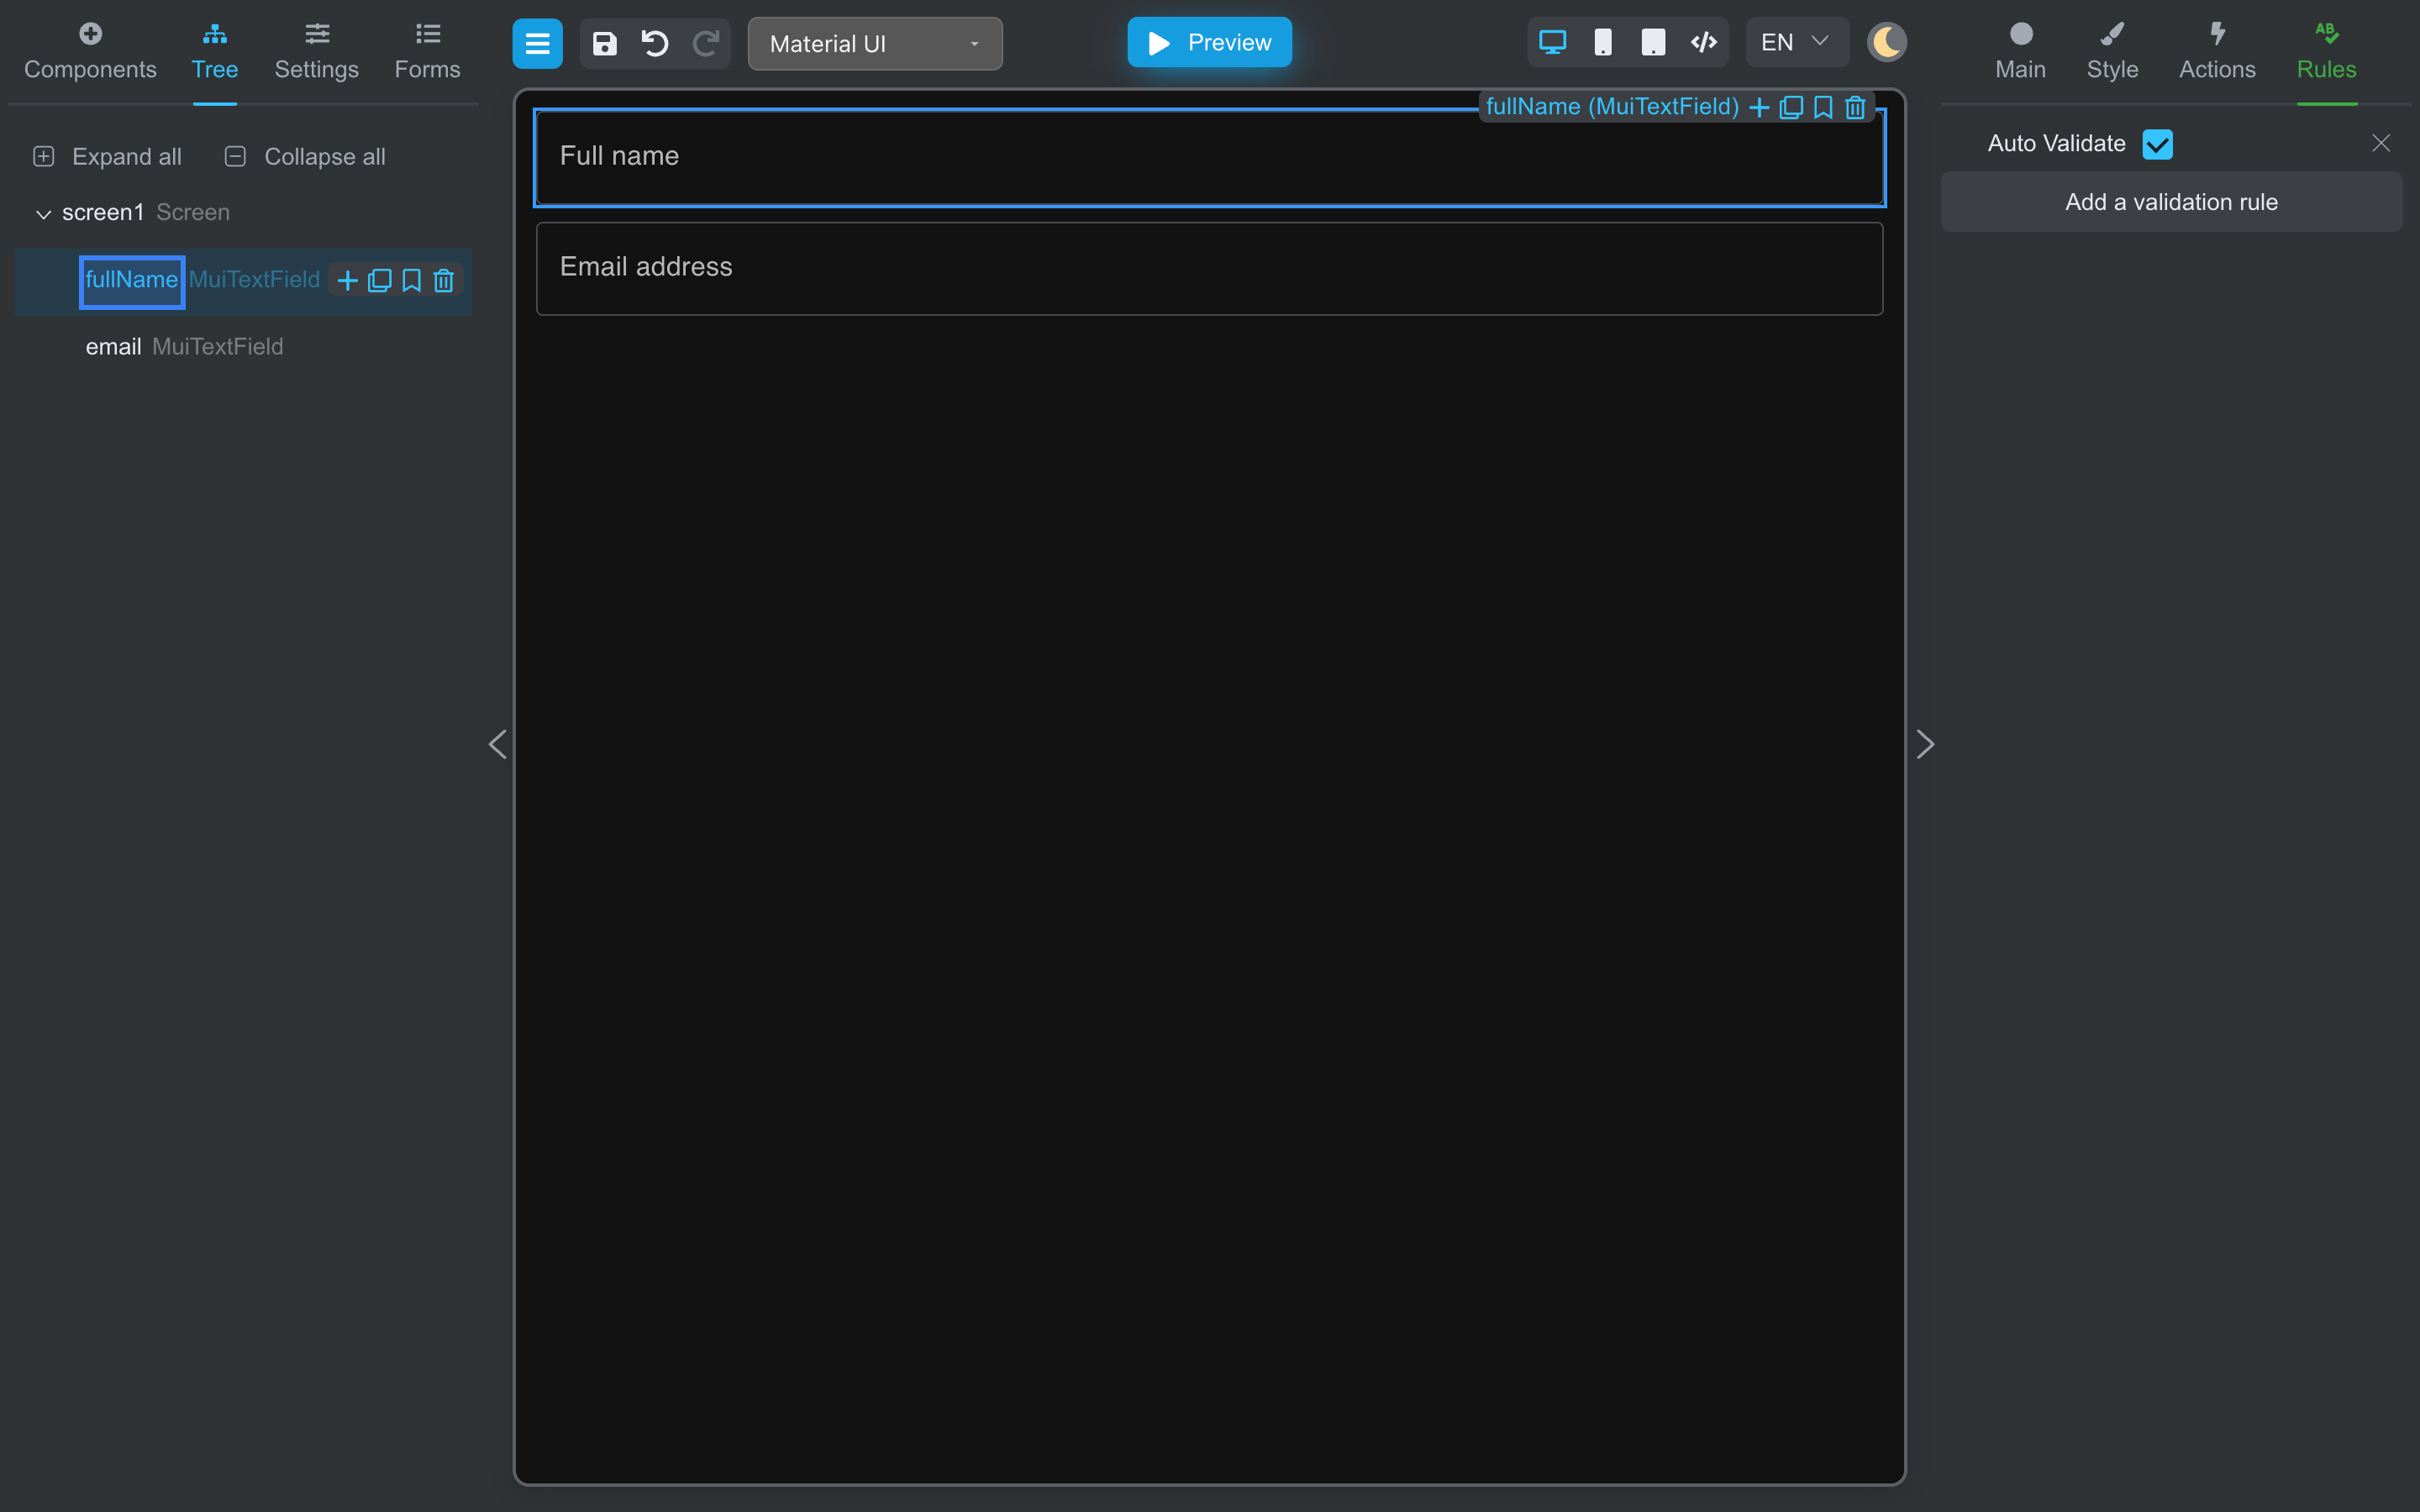 Components Tree Settings Forms
Material UI
Preview
EN
Main Style Actions AB Rules
Expand all Collapse all
screen1 Screen
fullName MuiTextField
email MuiTextField
fullName (MuiTextField)
Full name
Email address
Auto Validate
Add a validation rule